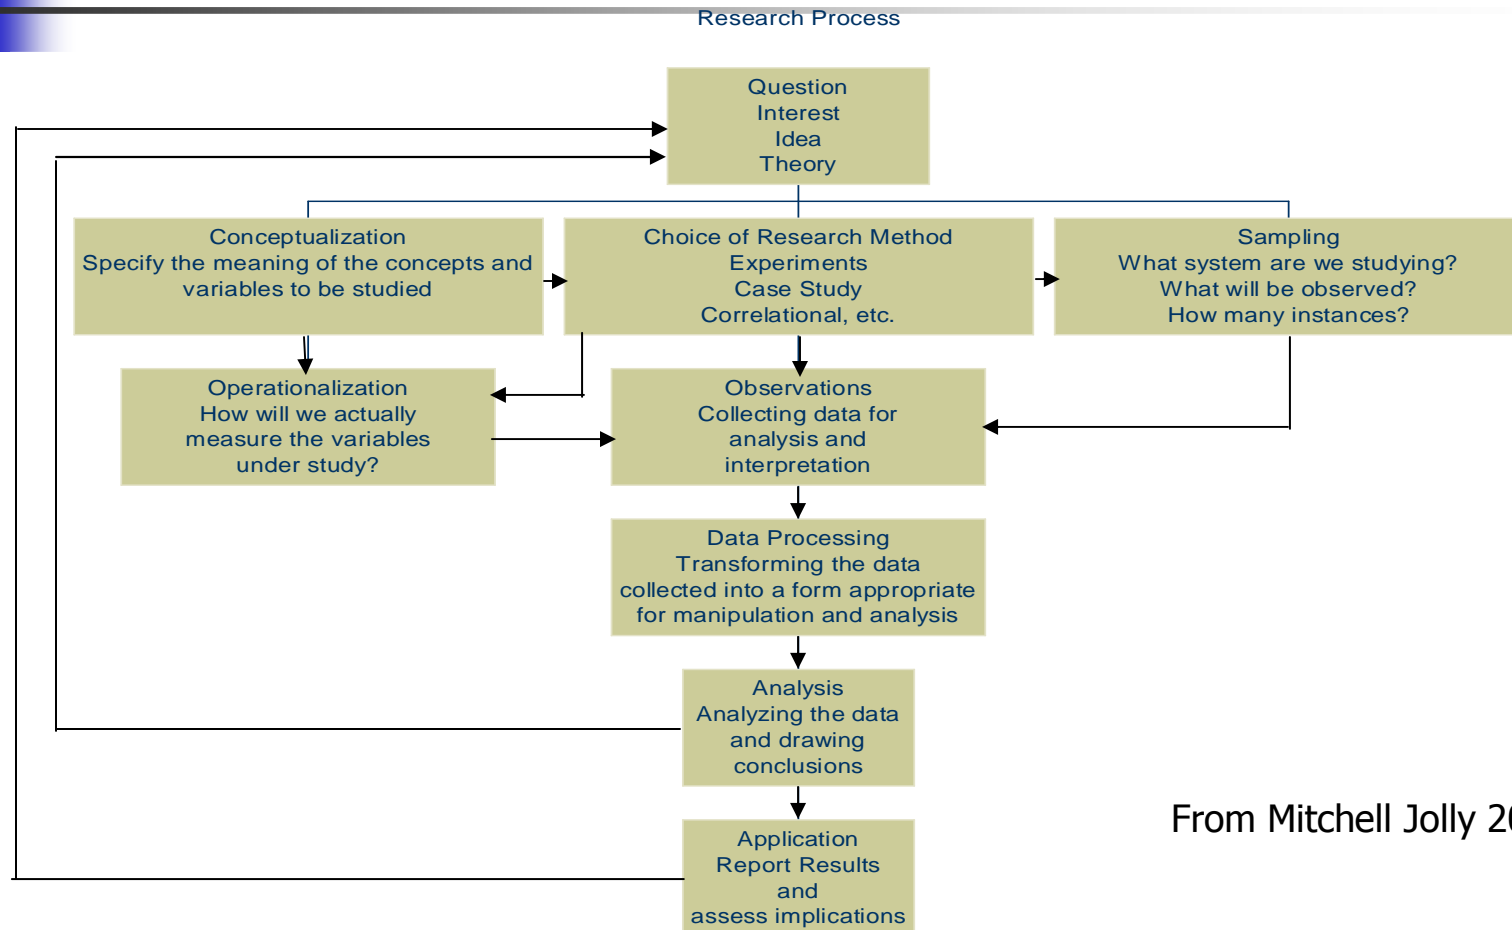 Research Process
Question
Interest
Idea
Theory
Conceptualization
Specify the meaning of the concepts and
variables to be studied
Choice of Research Method
Experiments
Case Study
Correlational, etc.
Sampling
What system are we studying?
What will be observed?
How many instances?
Operationalization
How will we actually
measure the variables
under study?
Observations
Collecting data for
analysis and
interpretation
Data Processing
Transforming the data
collected into a form appropriate
for manipulation and analysis
Analysis
Analyzing the data
and drawing
conclusions
Application
Report Results
and
assess implications
From Mitchell Jolly